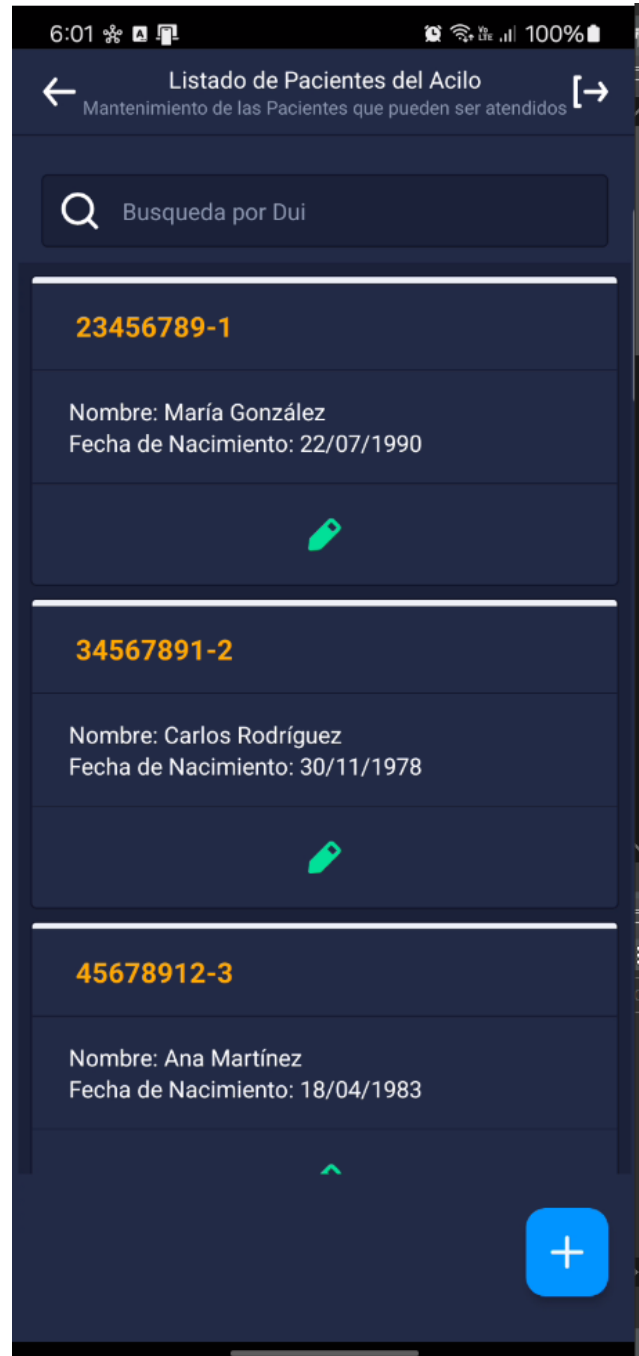 6:01 100%
Listado de Pacientes del Acilo
Mantenimiento de las Pacientes que pueden ser atendidos
Busqueda por Dui
23456789-1
Nombre: María González
Fecha de Nacimiento: 22/07/1990
34567891-2
Nombre: Carlos Rodríguez
Fecha de Nacimiento: 30/11/1978
45678912-3
Nombre: Ana Martínez
Fecha de Nacimiento: 18/04/1983